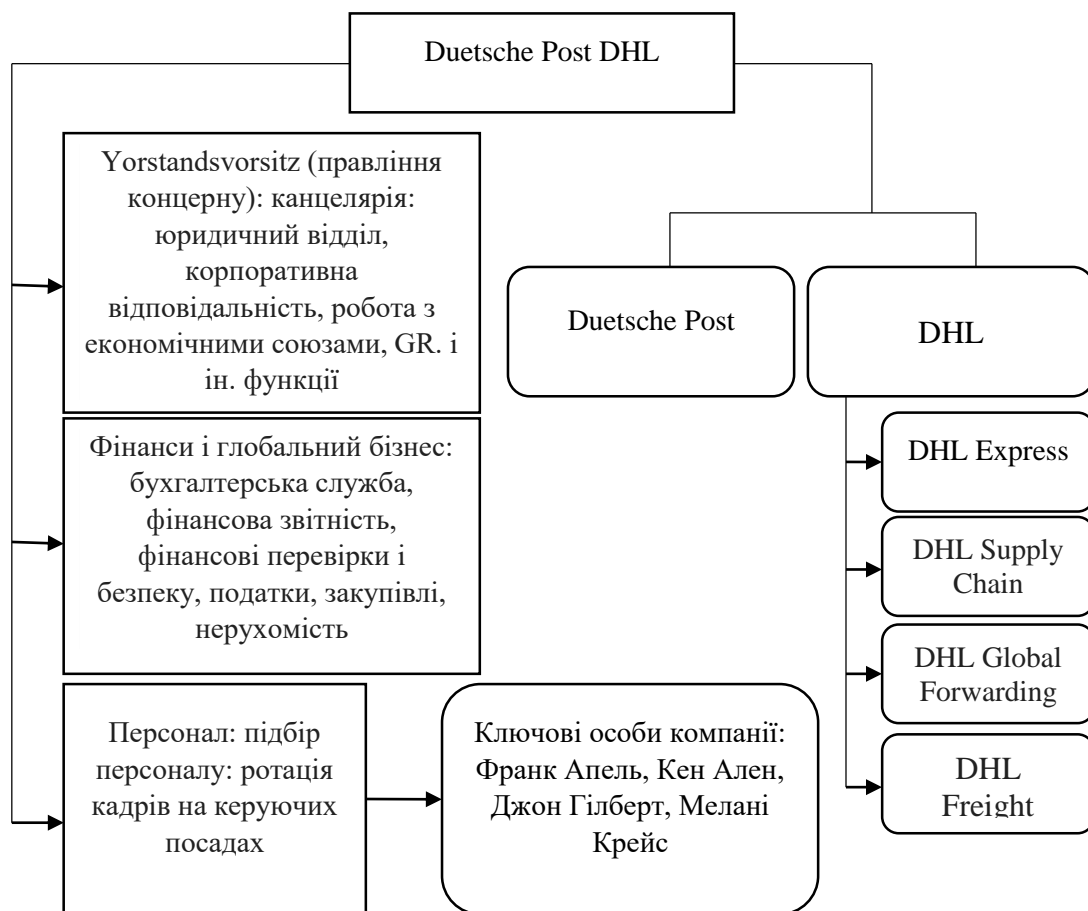 Duetsche Post DHL
Yorstandsvorsitz (правління
концерну): канцелярія:
юридичний відділ,
корпоративна
відповідальність, робота з
економічними союзами, GR. і
ін. функції
Фінанси і глобальний бізнес:
бухгалтерська служба,
фінансова звітність,
фінансові перевірки і
безпеку, податки, закупівлі,
нерухомість
Персонал: підбір
персоналу: ротація
кадрів на керуючих
посадах
Ключові особи компанії:
Франк Апель, Кен Ален,
Джон Гілберт, Мелані
Крейс
Duetsche Post
DHL
DHL Express
DHL Supply
Chain
DHL Global
Forwarding
DHL
Freight